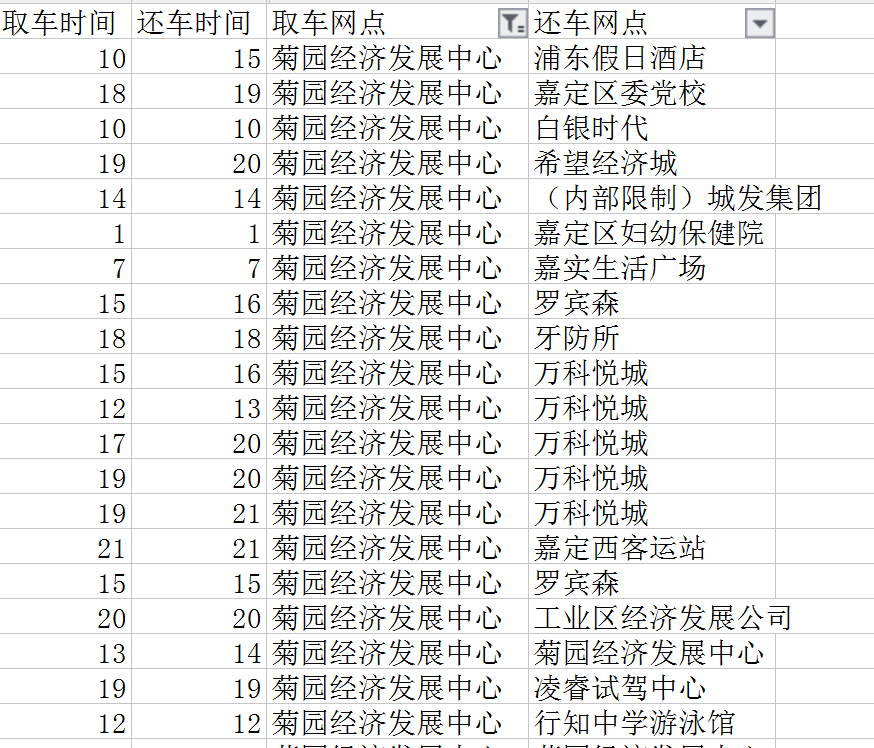 取车时间 还车时间 取车网点 还车网点
10 15 菊园经济发展中心 浦东假日酒店
18 19 菊园经济发展中心 嘉定区委党校
10 10 菊园经济发展中心 白银时代
19 20 菊园经济发展中心 希望经济城
14 14 菊园经济发展中心 （内部限制）城发集团
1 1 菊园经济发展中心 嘉定区妇幼保健院
7 7 菊园经济发展中心 嘉实生活广场
15 16 菊园经济发展中心 罗宾森
18 18 菊园经济发展中心 牙防所
15 16 菊园经济发展中心 万科悦城
12 13 菊园经济发展中心 万科悦城
17 20 菊园经济发展中心 万科悦城
19 20 菊园经济发展中心 万科悦城
19 21 菊园经济发展中心 万科悦城
21 21 菊园经济发展中心 嘉定西客运站
15 15 菊园经济发展中心 罗宾森
20 20 菊园经济发展中心 工业区经济发展公司
13 14 菊园经济发展中心 菊园经济发展中心
19 19 菊园经济发展中心 凌睿试驾中心
12 12 菊园经济发展中心 行知中学游泳馆